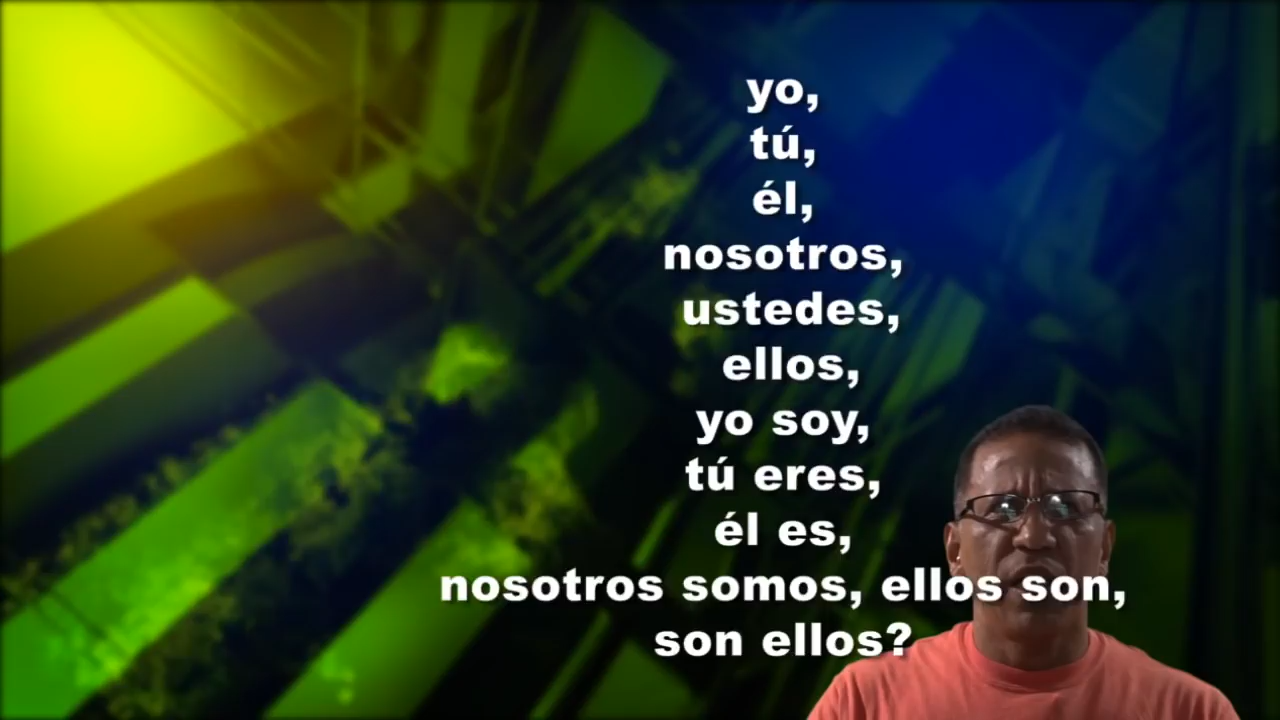 yo,
tú,
él,
nosotros,
ustedes,
ellos,
yo soy,
tú eres,
él es,
nosotros somos, ellos son,
son ellos?